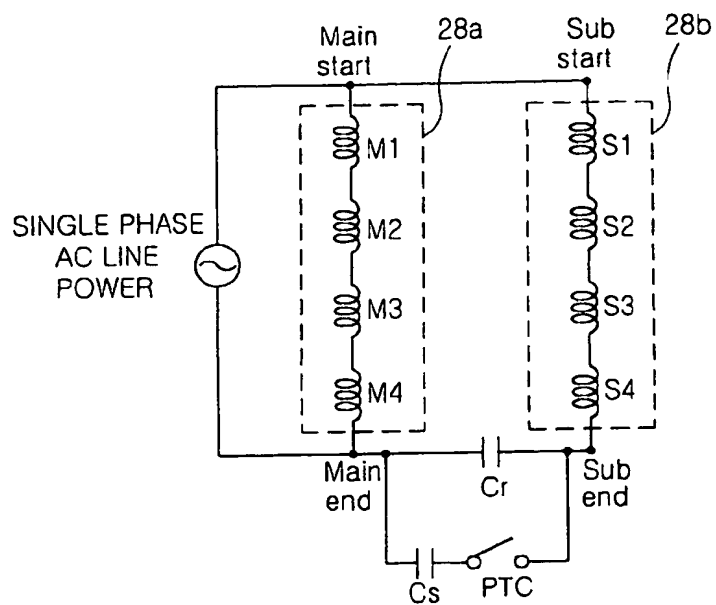 28a
28b
Main
start
Sub
start
M1
M2
M3
M4
S1
S2
S3
S4
SINGLE PHASE
AC LINE
POWER
Main
end
Cr
Sub
end
Cs
PTC